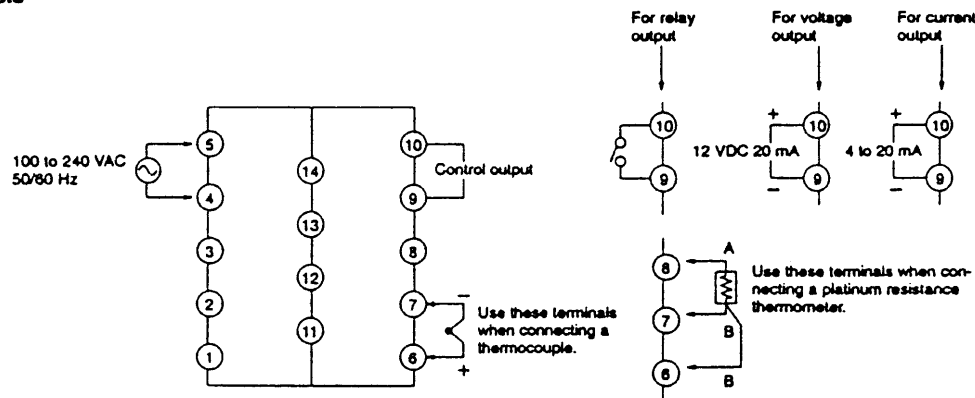 For relay
output
For voltage
output
For current
output
100 to 240 VAC
50/60 Hz
5
4
3
2
1
14
13
12
11
10
9
8
7
6
Control output
−
+
Use these terminals
when connecting a
thermocouple.
10
9
+
12 VDC 20 mA
−
10
9
+
4 to 20 mA
−
10
9
8
7
6
A
B
B
Use these terminals when con-
necting a platinum resistance
thermometer.